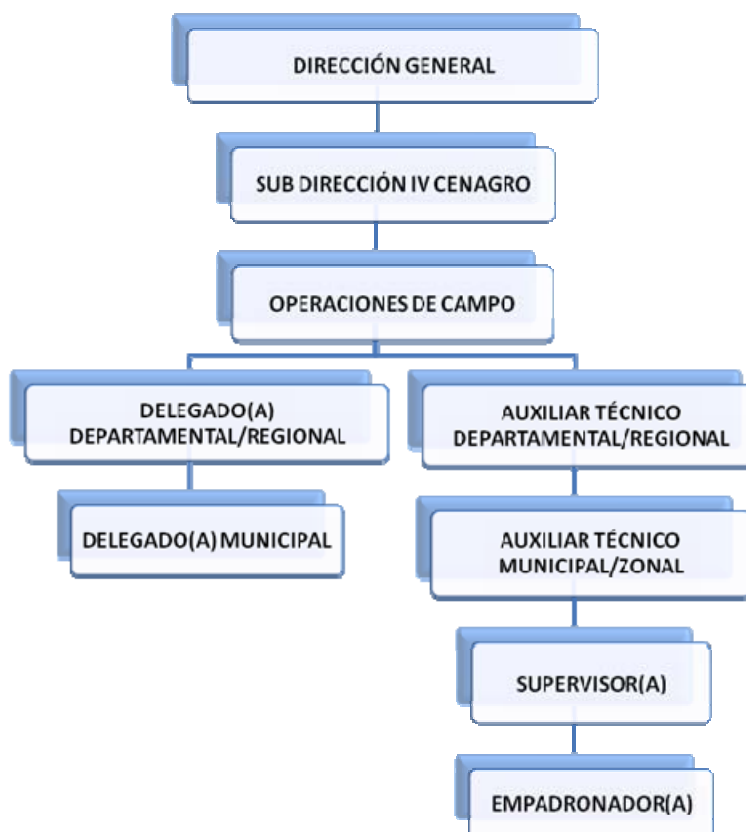 DIRECCIÓN GENERAL
SUB DIRECCIÓN IV CENAGRO
OPERACIONES DE CAMPO
DELEGADO(A)
DEPARTAMENTAL/REGIONAL
AUXILIAR TÉCNICO
DEPARTAMENTAL/REGIONAL
DELEGADO(A) MUNICIPAL
AUXILIAR TÉCNICO
MUNICIPAL/ZONAL
SUPERVISOR(A)
EMPADRONADOR(A)